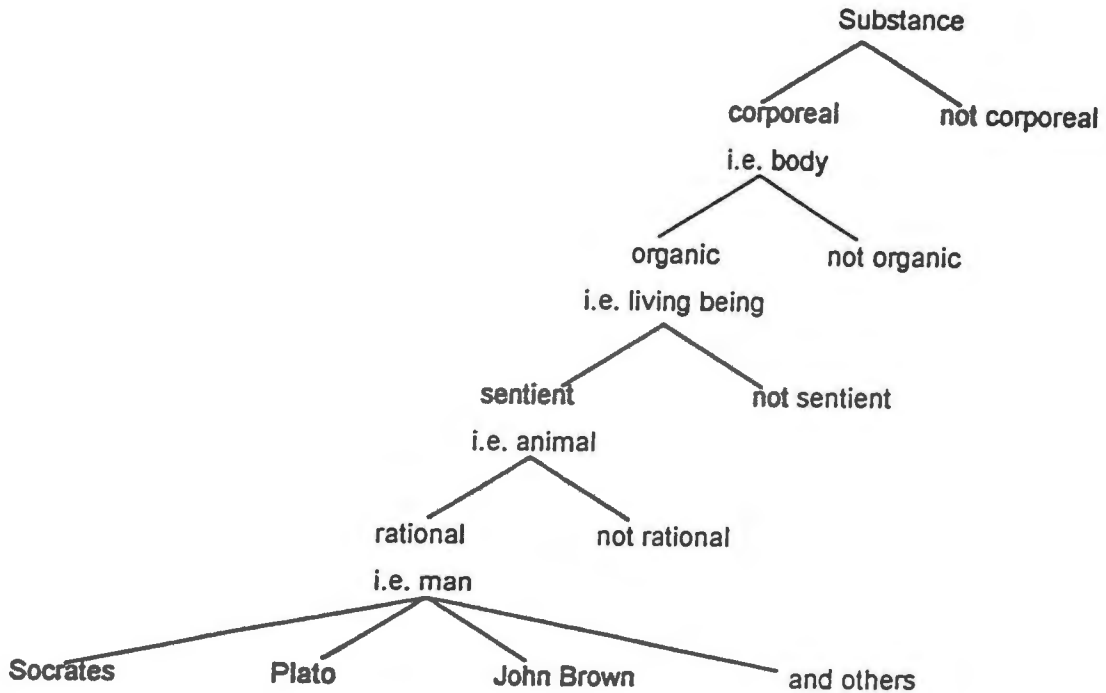 Substance
corporeal not corporeal
i.e. body
organic not organic
i.e. living being
sentient not sentient
i.e. animal
rational not rational
i.e. man
Socrates Plato John Brown and others